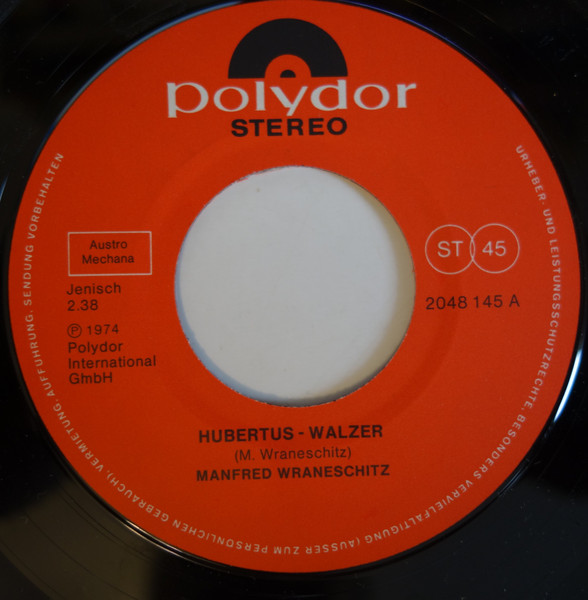 polydor
STEREO
Austro
Mechana
ST 45
Jenisch
2.38
℗ 1974
Polydor
International
GmbH
2048 145 A
HUBERTUS - WALZER
(M. Wraneschitz)
MANFRED WRANESCHITZ
URHEBER- UND LEISTUNGSSCHUTZRECHTE, BESONDERS VERVIELFÄLTIGUNG (AUSSER ZUM PERSÖNLICHEN GEBRAUCH), VERMIETUNG, AUFFÜHRUNG, SENDUNG VORBEHALTEN